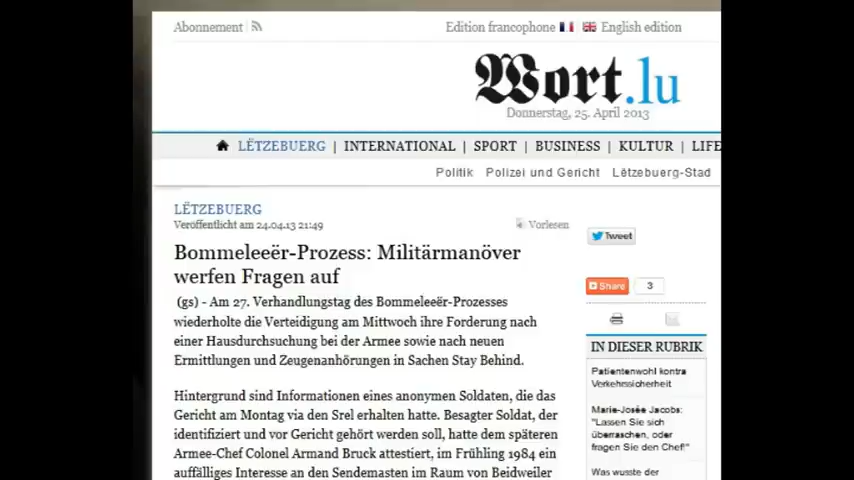 Abonnement
Edition francophone English edition
Wort.lu
Donnerstag, 25. April 2013
LËTZEBUERG | INTERNATIONAL | SPORT | BUSINESS | KULTUR | LIFE
Politik Polizei und Gericht Lëtzebuerg-Stad
LËTZEBUERG
Veröffentlicht am 24.04.13 21:49
Vorlesen
Bommeleeër-Prozess: Militärmanöver
werfen Fragen auf
(gs) - Am 27. Verhandlungstag des Bommeleeër-Prozesses
wiederholte die Verteidigung am Mittwoch ihre Forderung nach
einer Hausdurchsuchung bei der Armee sowie nach neuen
Ermittlungen und Zeugenanhörungen in Sachen Stay Behind.
Hintergrund sind Informationen eines anonymen Soldaten, die das
Gericht am Montag via den Srel erhalten hatte. Besagter Soldat, der
identifiziert und vor Gericht gehört werden soll, hatte dem späteren
Armee-Chef Colonel Armand Bruck attestiert, im Frühling 1984 ein
auffälliges Interesse an den Sendemasten im Raum von Beidweiler
Tweet
Share 3
IN DIESER RUBRIK
Patientenwohl kontra
Verkehrssicherheit
Marie-Josée Jacobs:
"Lassen Sie sich
überraschen, oder
fragen Sie den Chef!"
Was wusste der